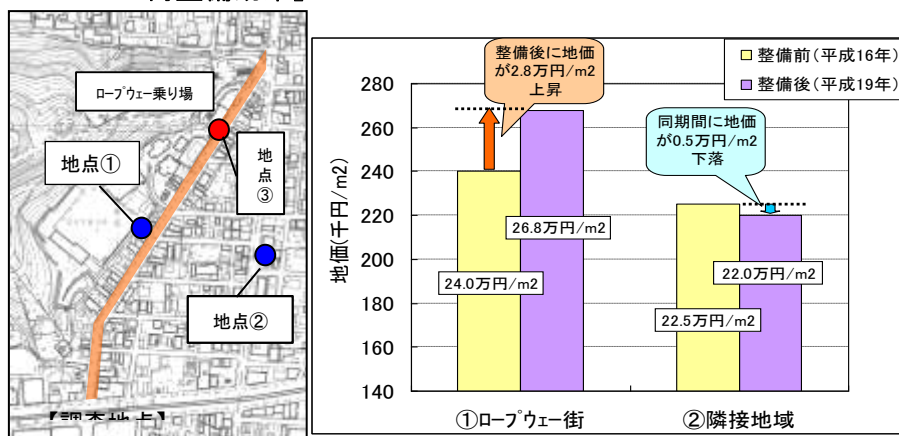 ロープウェー乗り場
地点①
地点③
地点②
【調査地点】
整備後に地価
が2.8万円/m2
上昇
整備前(平成16年)
整備後(平成19年)
同期間に地価
が0.5万円/m2
下落
地価(千円/m2)
280
260
240
220
200
180
160
140
26.8万円/m2
24.0万円/m2
22.0万円/m2
22.5万円/m2
①ロープウェー街
②隣接地域